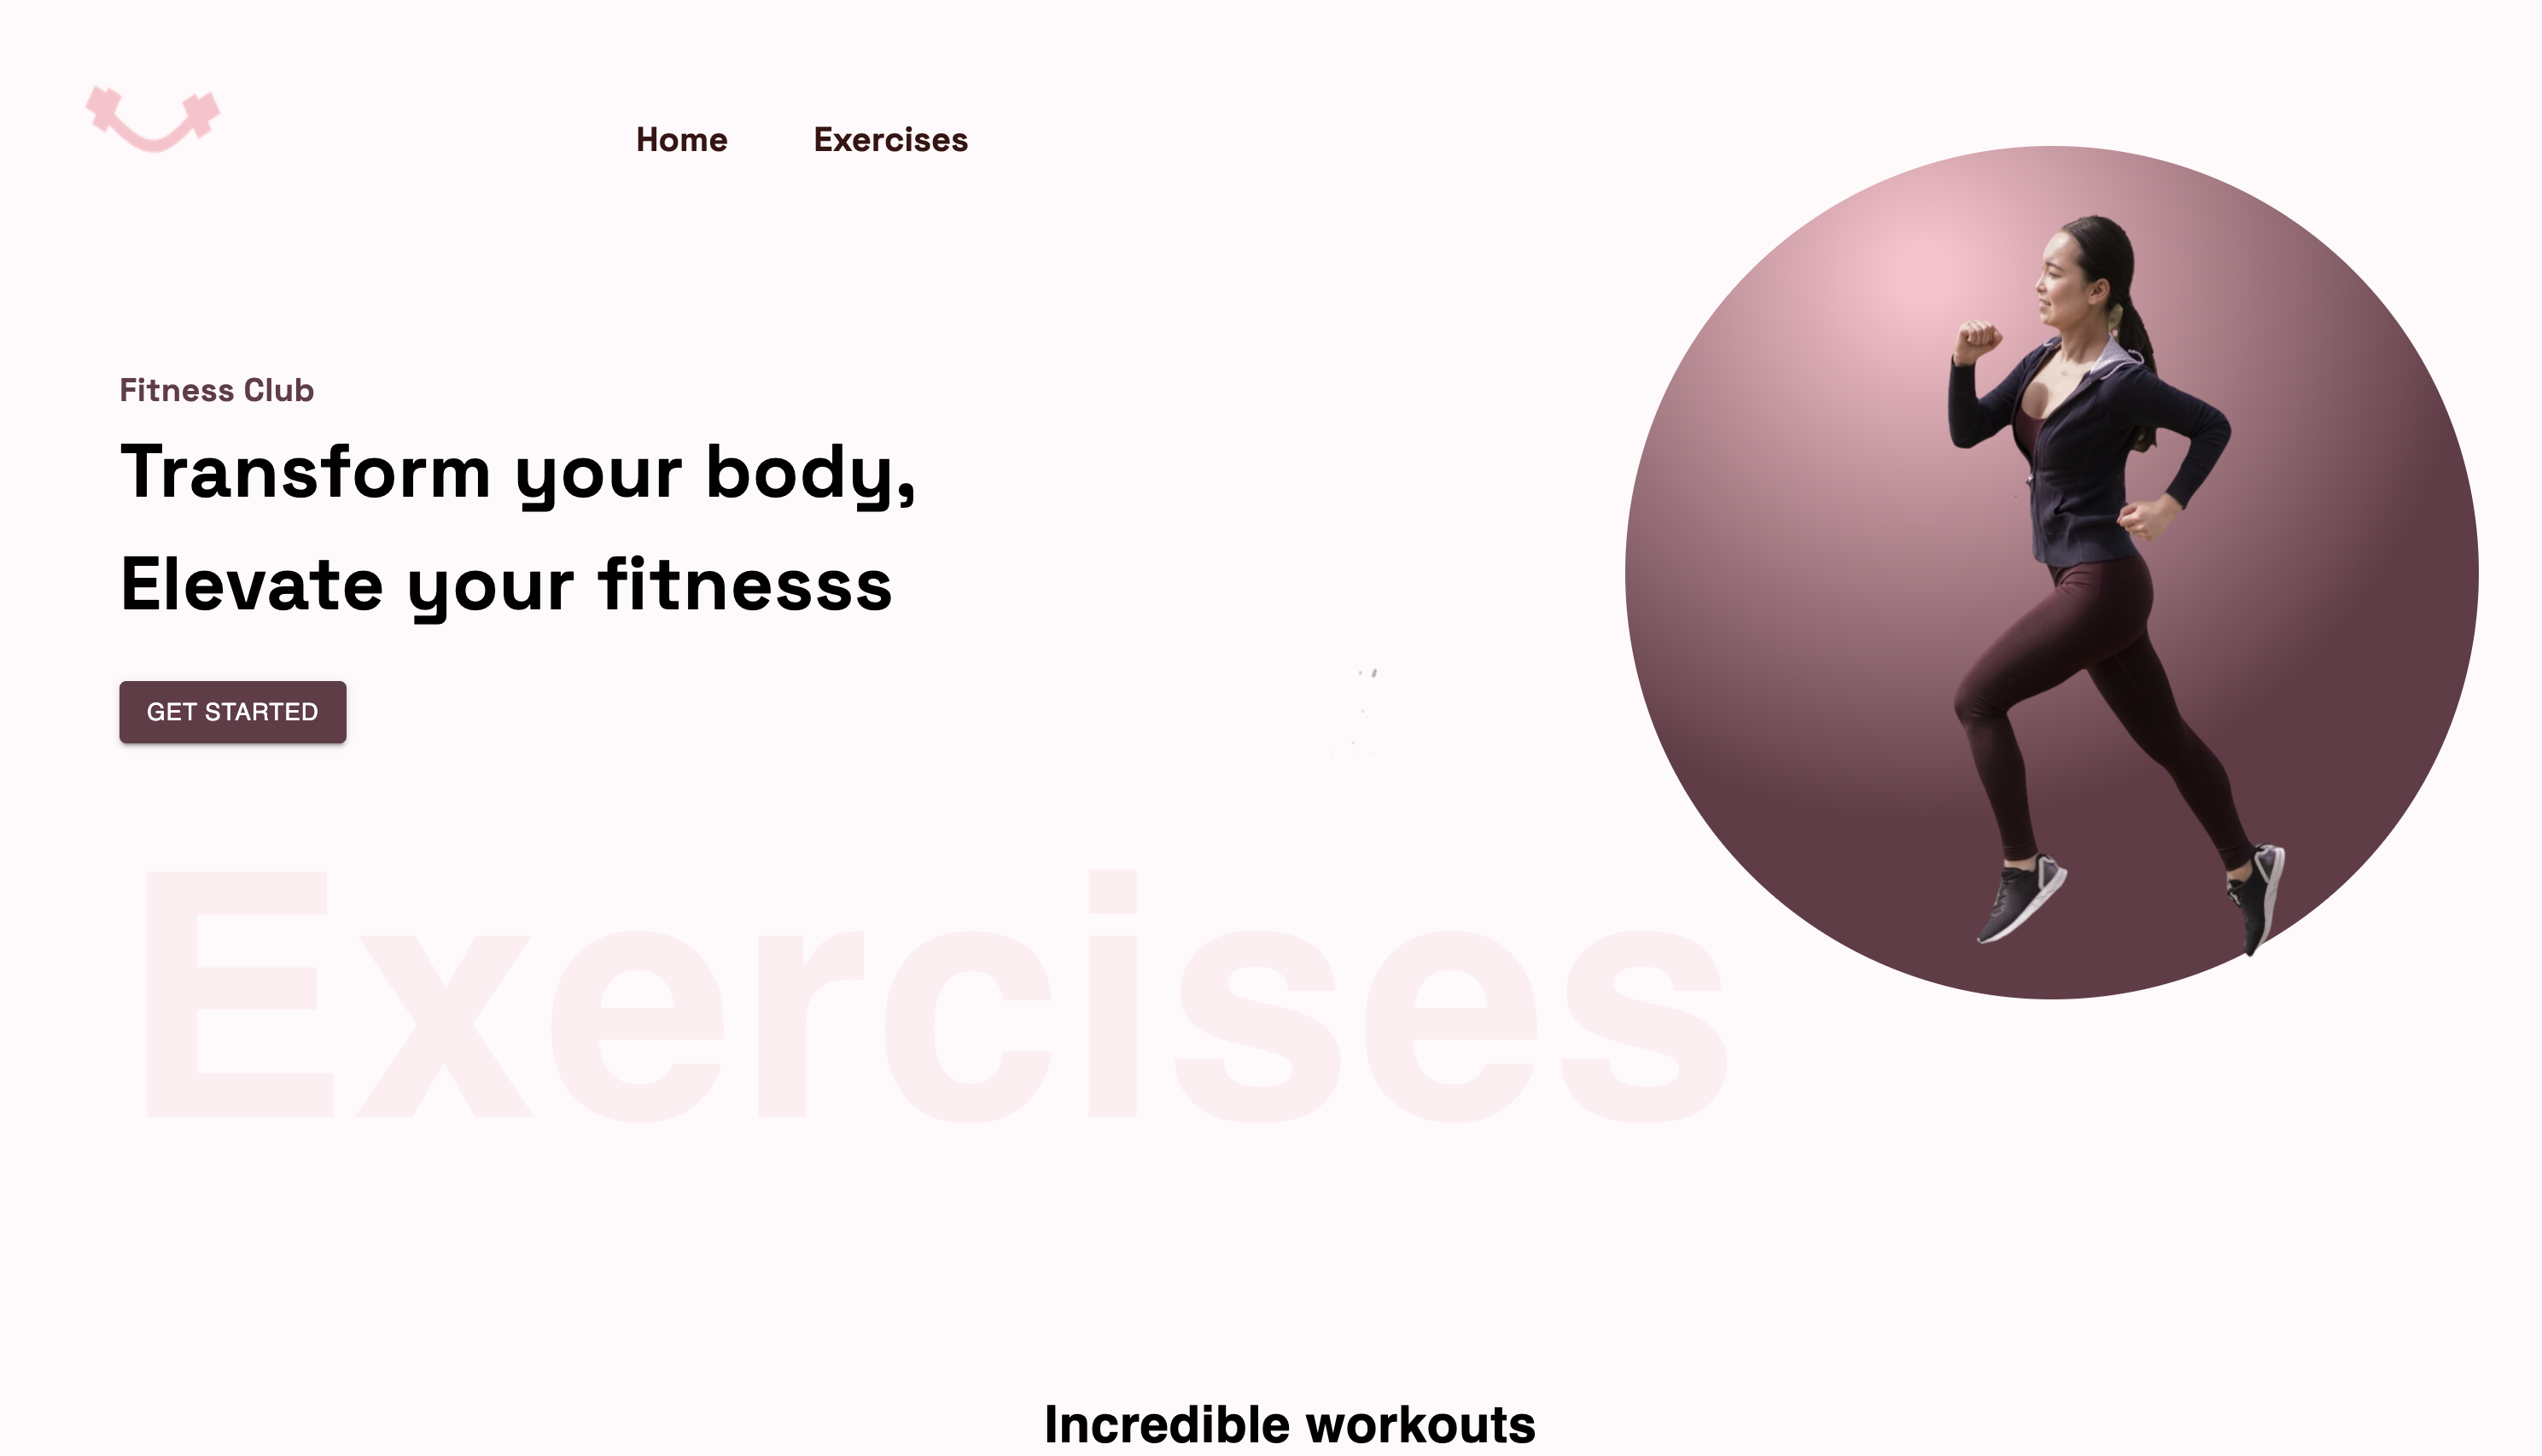 Home Exercises
Fitness Club
Transform your body,
Elevate your fitnesss
GET STARTED
Exercises
Incredible workouts